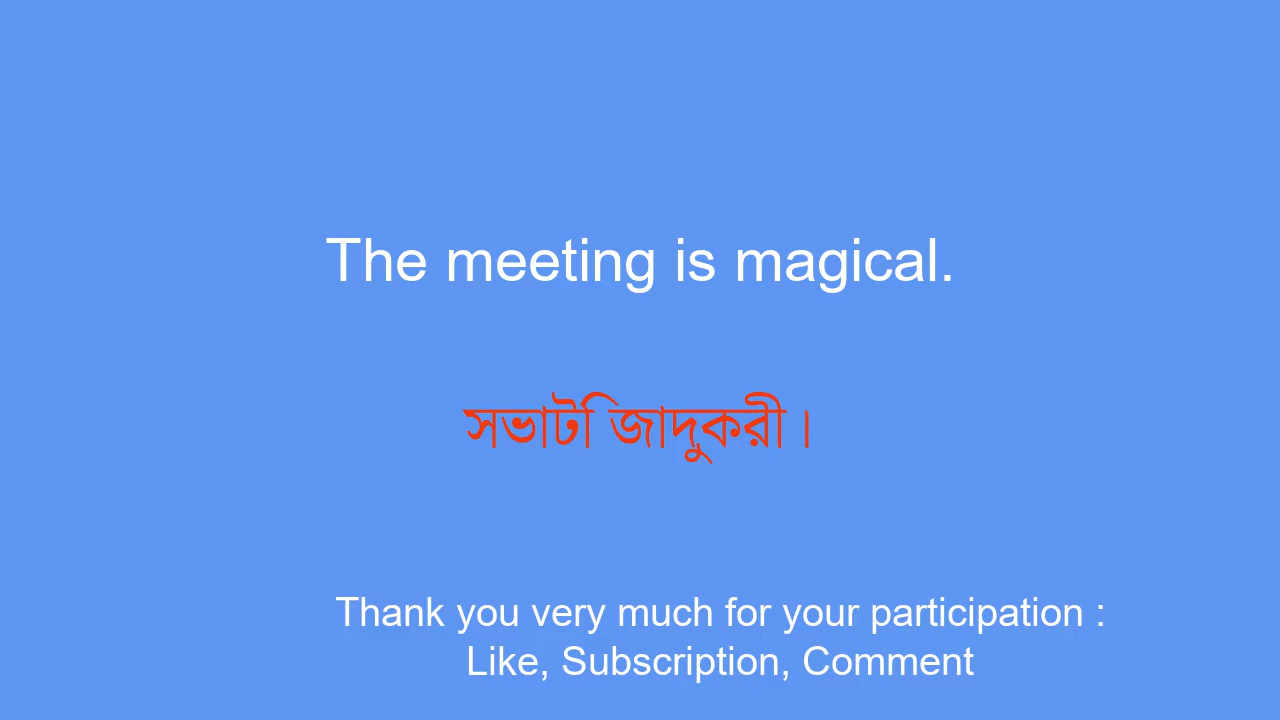 The meeting is magical.
সভাটি জাদুকরী।
Thank you very much for your participation :
Like, Subscription, Comment